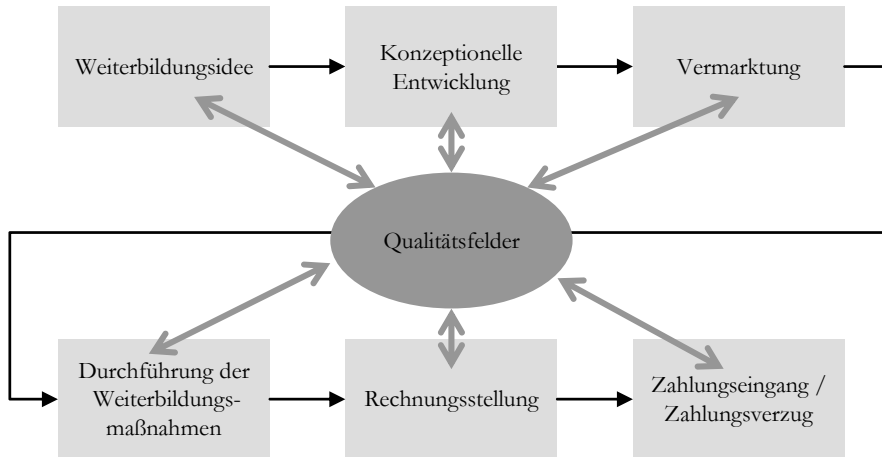 Weiterbildungsidee
Konzeptionelle
Entwicklung
Vermarktung
Qualitätsfelder
Durchführung der
Weiterbildungs-
maßnahmen
Rechnungsstellung
Zahlungseingang /
Zahlungsverzug